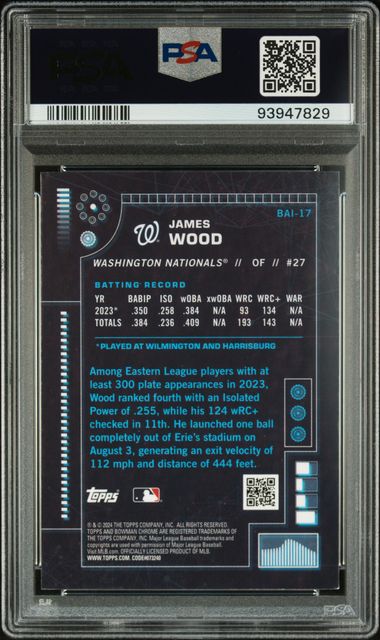 PSA
PSA
93947829
BAI-17
W JAMES
WOOD
WASHINGTON NATIONALS® // OF // #27
BATTING RECORD
YR BABIP ISO wOBA xwOBA WRC WRC+ WAR
2023* .350 .258 .384 N/A 93 134 N/A
TOTALS .384 .236 .409 N/A 193 143 N/A
*PLAYED AT WILMINGTON AND HARRISBURG
Among Eastern League players with at
least 300 plate appearances in 2023,
Wood ranked fourth with an Isolated
Power of .255, while his 124 wRC+
checked in 11th. He launched one ball
completely out of Erie's stadium on
August 3, generating an exit velocity of
112 mph and distance of 444 feet.
Topps
® & © 2024 THE TOPPS COMPANY, INC. ALL RIGHTS RESERVED.
TOPPS AND BOWMAN CHROME ARE REGISTERED TRADEMARKS OF
THE TOPPS COMPANY, INC. Major League Baseball trademarks and
copyrights are used with permission of Major League Baseball.
Visit MLB.com. OFFICIALLY LICENSED PRODUCT OF MLB.
WWW.TOPPS.COM. CODE#073240